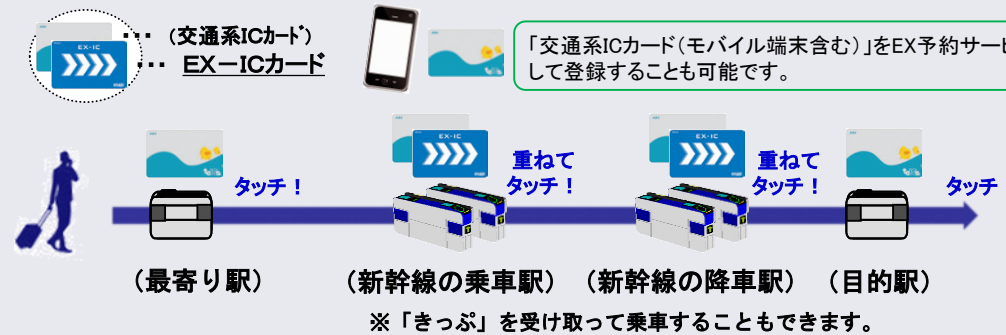 ･･･ (交通系ICカード)
･･･ EX-ICカード
EX-IC
「交通系ICカード(モバイル端末含む)」をEX予約サービ
して登録することも可能です。
EX-IC
EX-IC
タッチ!
重ねて
タッチ!
重ねて
タッチ!
タッチ
(最寄り駅)
(新幹線の乗車駅)
(新幹線の降車駅)
(目的駅)
※「きっぷ」を受け取って乗車することもできます。